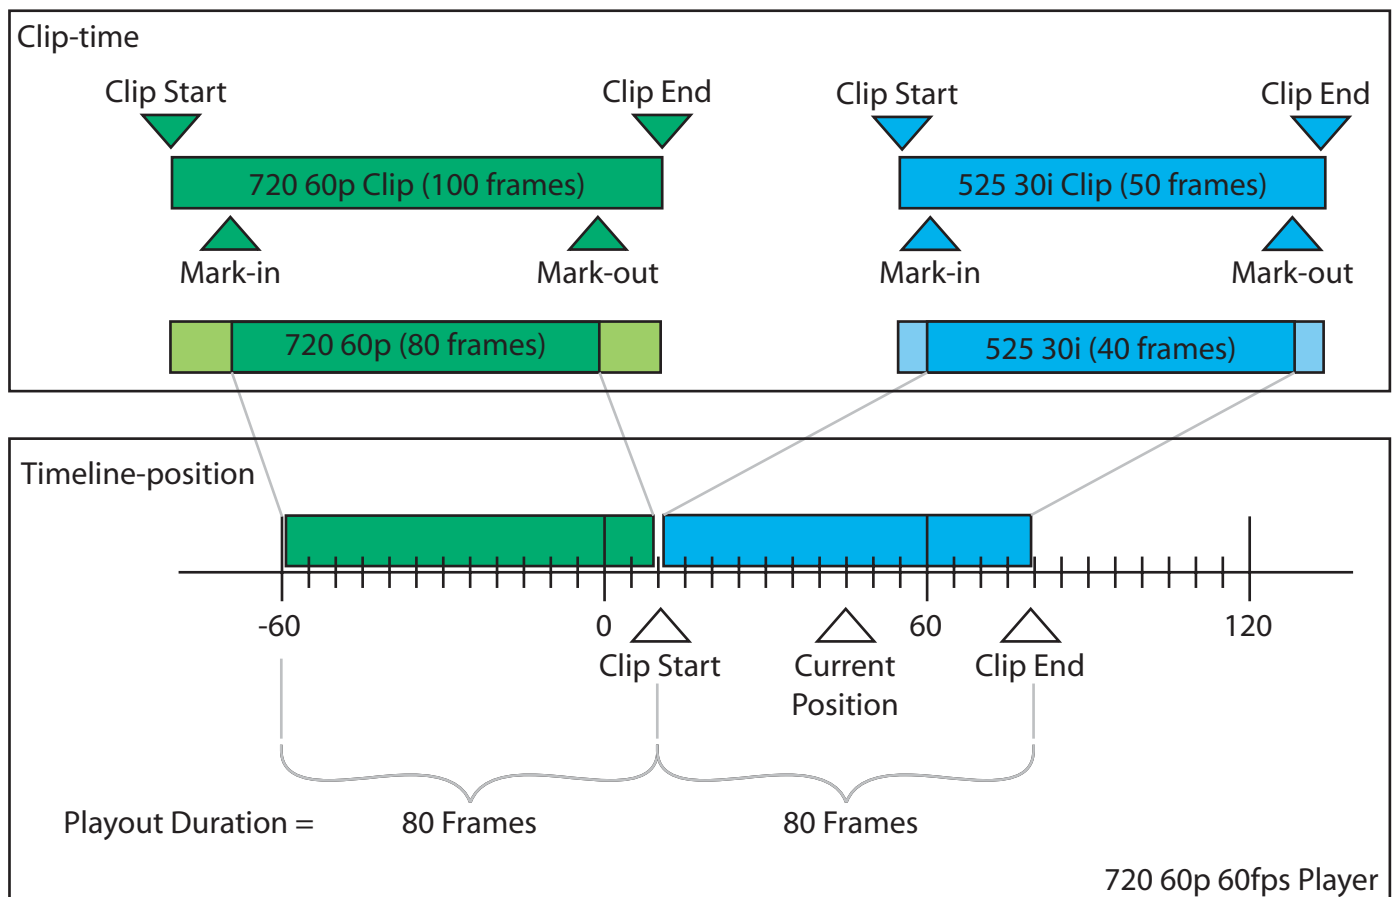 Clip-time
Clip Start
Clip End
Clip Start
Clip End
720 60p Clip (100 frames)
525 30i Clip (50 frames)
Mark-in
Mark-out
Mark-in
Mark-out
720 60p (80 frames)
525 30i (40 frames)
Timeline-position
-60
0
60
120
Clip Start
Current
Position
Clip End
Playout Duration =
80 Frames
80 Frames
720 60p 60fps Player